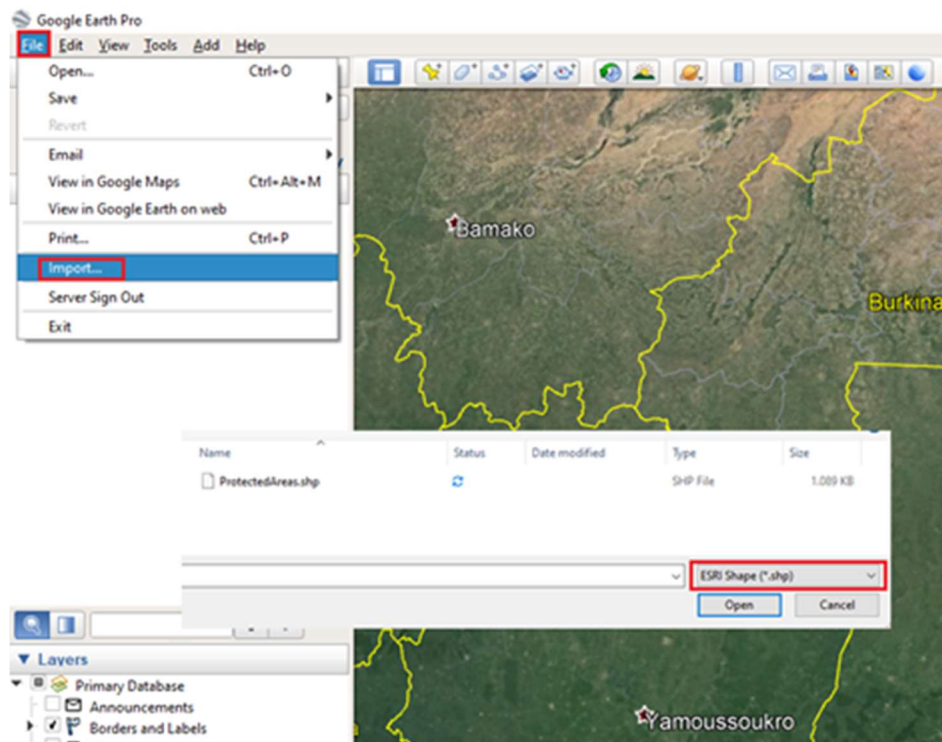 Google Earth Pro
File Edit View Tools Add Help
Open... Ctrl+O
Save
Revert
Email
View in Google Maps Ctrl+Alt+M
View in Google Earth on web
Print... Ctrl+P
Import...
Server Sign Out
Exit
Bamako
Burkina
Name Status Date modified Type Size
ProtectedAreas.shp SHP File 1.089 KB
ESRI Shape (*.shp)
Open Cancel
Layers
Primary Database
Announcements
Borders and Labels
Yamoussoukro